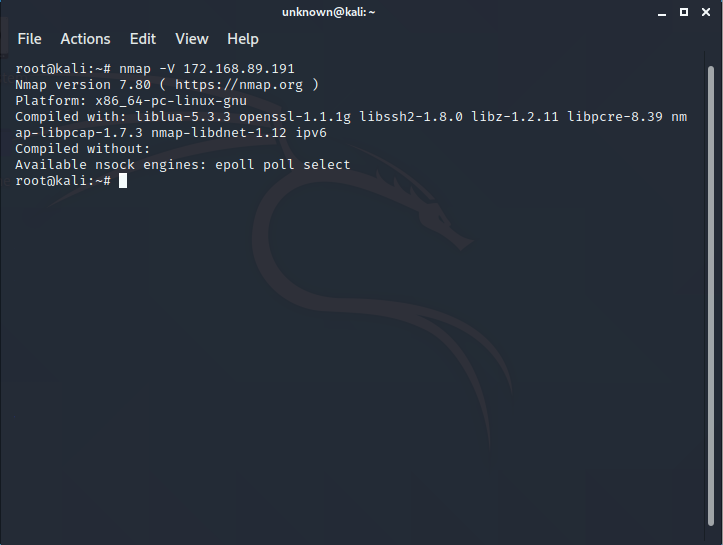 unknown@kali: ~
File Actions Edit View Help
root@kali:~# nmap -V 172.168.89.191
Nmap version 7.80 ( https://nmap.org )
Platform: x86_64-pc-linux-gnu
Compiled with: liblua-5.3.3 openssl-1.1.1g libssh2-1.8.0 libz-1.2.11 libpcre-8.39 nm
ap-libpcap-1.7.3 nmap-libdnet-1.12 ipv6
Compiled without:
Available nsock engines: epoll poll select
root@kali:~#